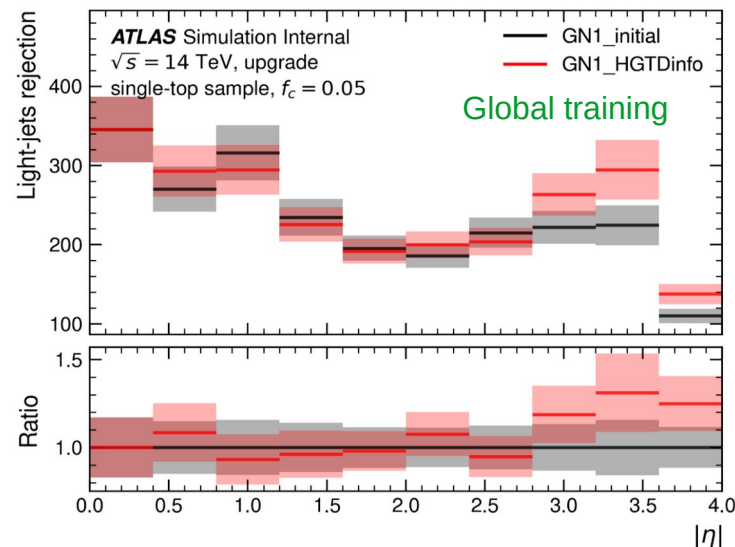 ATLAS Simulation Internal
√s = 14 TeV, upgrade
single-top sample, f_c = 0.05
GN1_initial
GN1_HGTDinfo
Global training
Light-jets rejection
400
300
200
100
Ratio
1.5
1.0
0.0 0.5 1.0 1.5 2.0 2.5 3.0 3.5 4.0
|η|